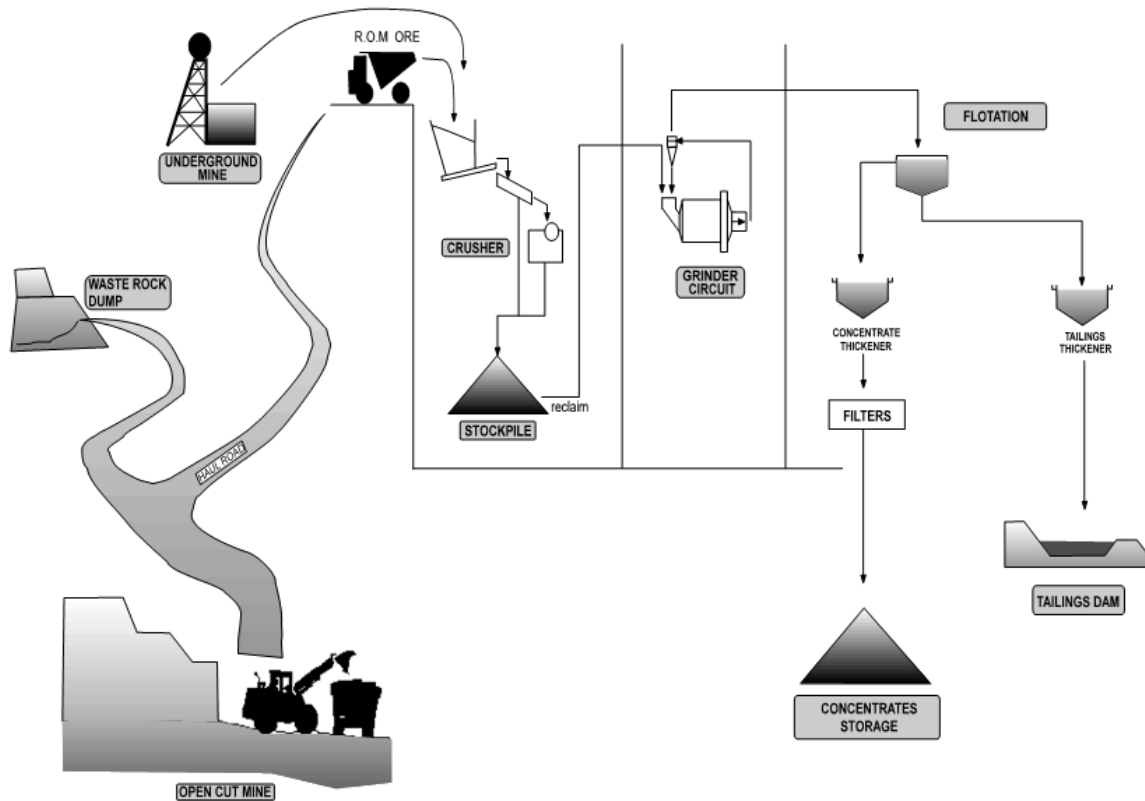 R.O.M ORE
FLOTATION
UNDERGROUND
MINE
CRUSHER
GRINDER
CIRCUIT
WASTE ROCK
DUMP
CONCENTRATE
THICKENER
TAILINGS
THICKENER
reclaim
FILTERS
STOCKPILE
HAUL ROAD
TAILINGS DAM
CONCENTRATES
STORAGE
OPEN CUT MINE